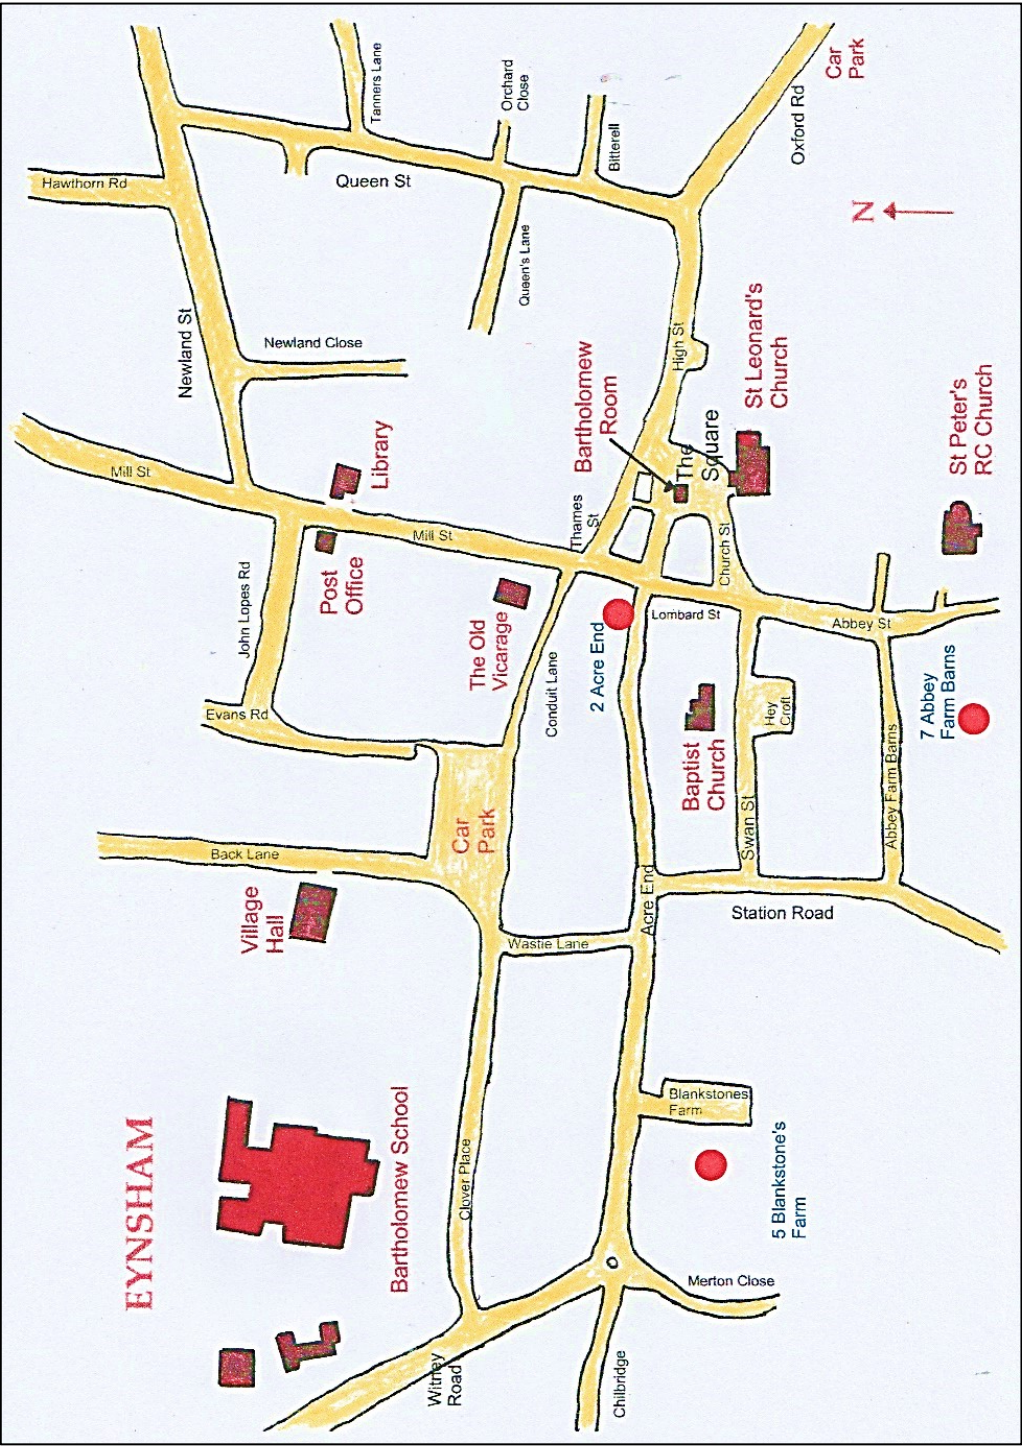 EYNSHAM
Bartholomew School
Witney
Road
Chilbridge
Merton Close
Clover Place
5 Blankstone's
Farm
Blankstones
Farm
Village
Hall
Back Lane
Car
Park
Wastie Lane
Acre End
Station Road
Swan St
Baptist
Church
Hey
Croft
Abbey Farm Barns
7 Abbey
Farm Barns
Evans Rd
John Lopes Rd
Post
Office
The Old
Vicarage
Conduit Lane
2 Acre End
Lombard St
Abbey St
Church St
Mill St
Mill St
Library
Thames
St
Bartholomew
Room
The
Square
St Leonard's
Church
St Peter's
RC Church
Newland St
Newland Close
High St
Hawthorn Rd
Queen St
Queen's Lane
Tanners Lane
Orchard
Close
Bitterell
Oxford Rd
Car
Park
N